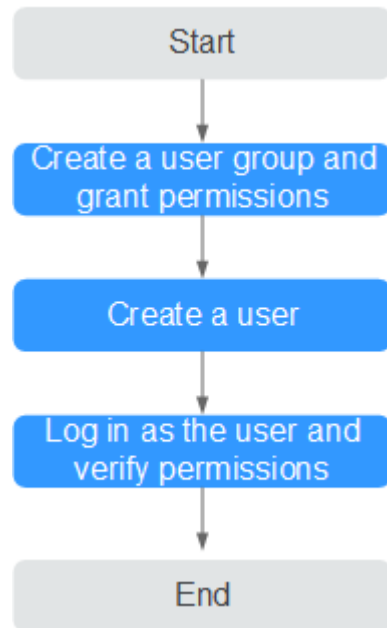 Start
Create a user group and
grant permissions
Create a user
Log in as the user and
verify permissions
End